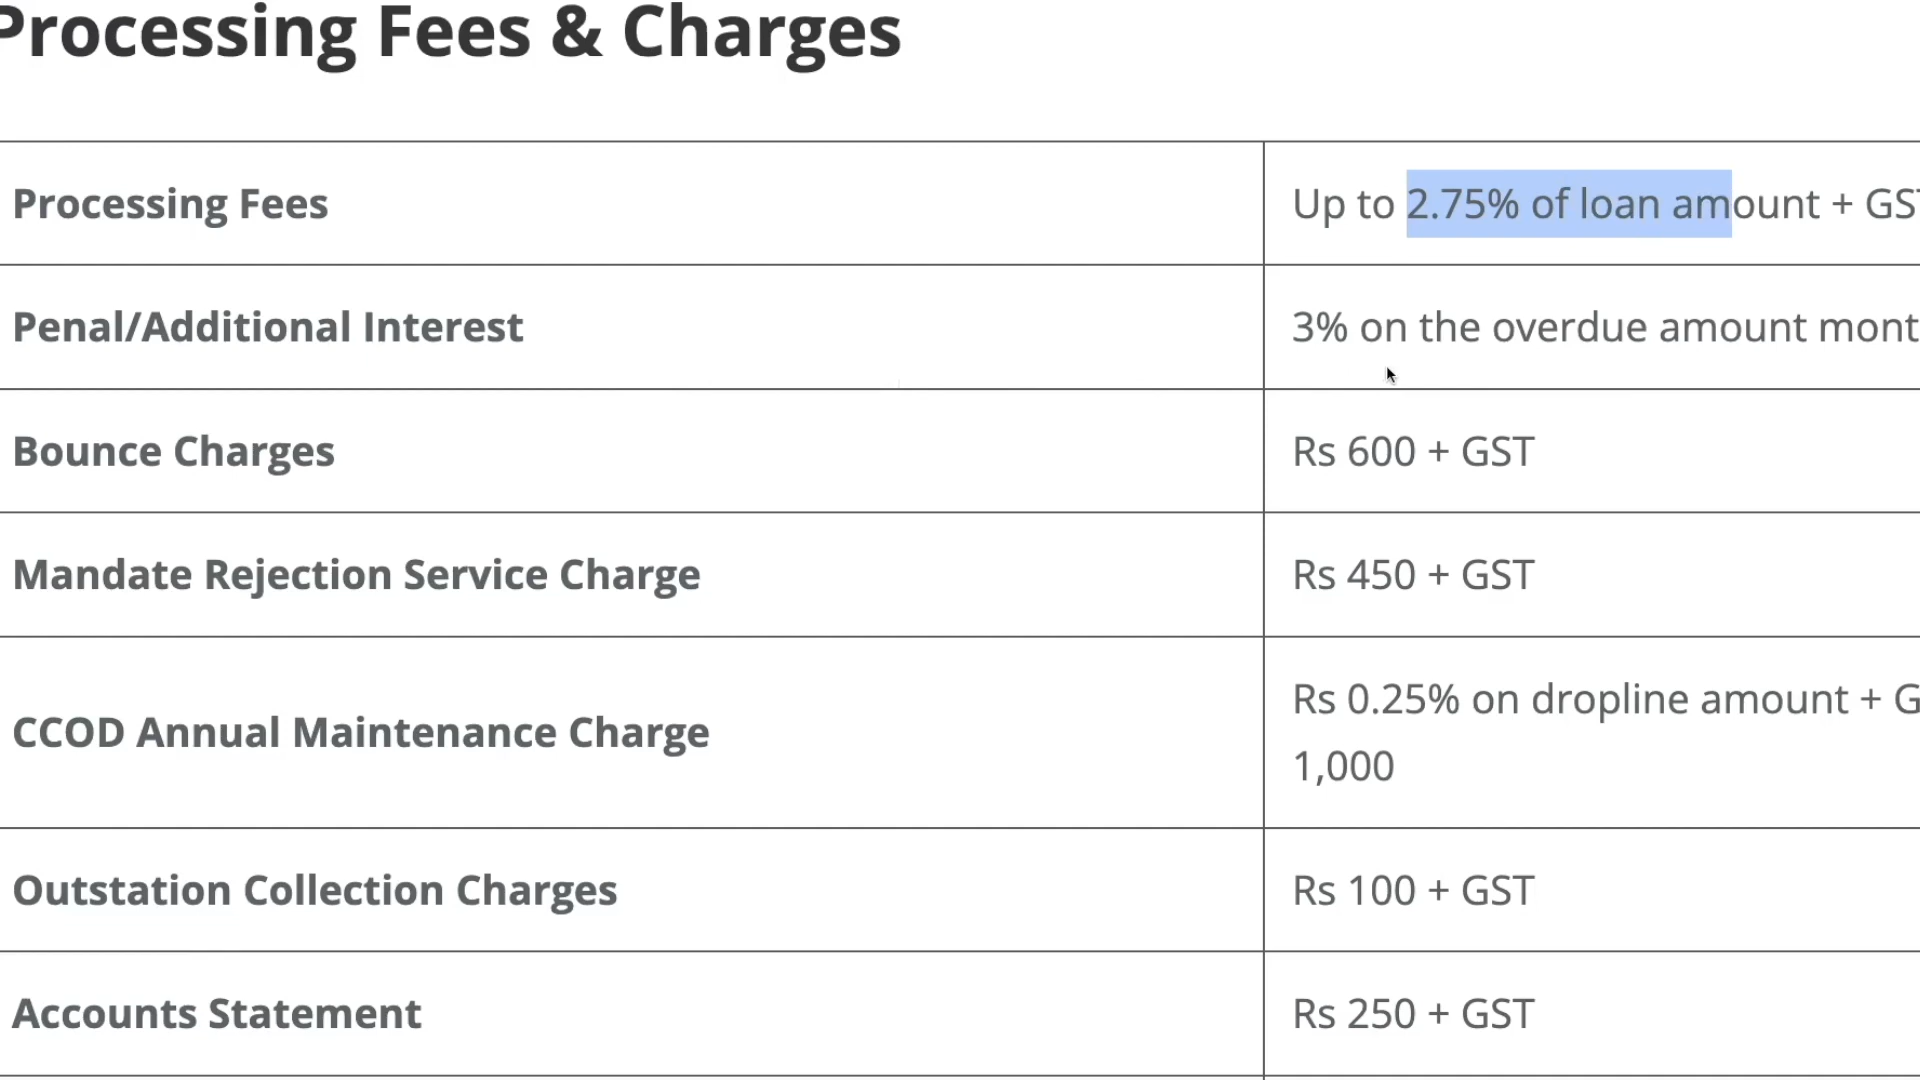 Processing Fees & Charges
Processing Fees
Up to 2.75% of loan amount + GST
Penal/Additional Interest
3% on the overdue amount mont
Bounce Charges
Rs 600 + GST
Mandate Rejection Service Charge
Rs 450 + GST
CCOD Annual Maintenance Charge
Rs 0.25% on dropline amount + G
1,000
Outstation Collection Charges
Rs 100 + GST
Accounts Statement
Rs 250 + GST